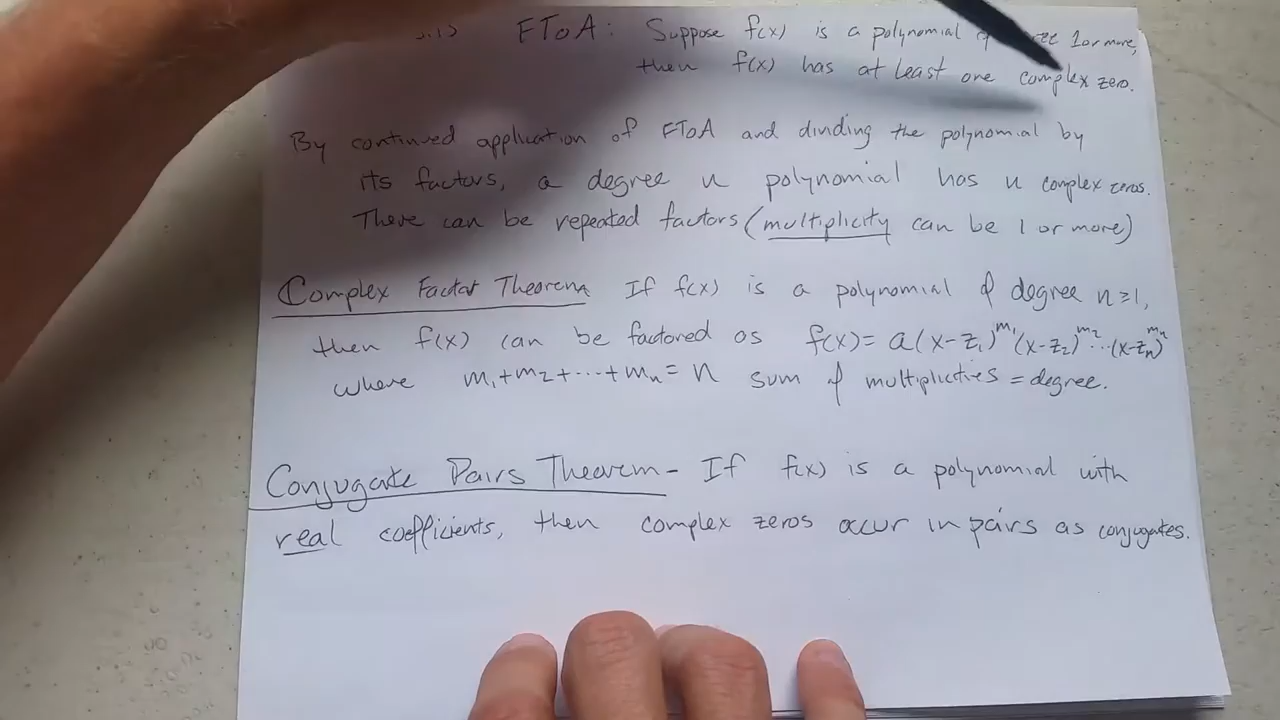 FToA: Suppose f(x) is a polynomial 1 or more,
then f(x) has at least one complex zero.
By continued application of FToA and dividing the polynomial by
its factors, a degree n polynomial has n complex zeros.
There can be repeated factors (multiplicity can be 1 or more)
Complex Factor Theorem If f(x) is a polynomial of degree n≥1,
then f(x) can be factored as f(x)= a(x-z₁)^m₁(x-z₂)^m₂...(x-zₙ)^mₙ
where m₁+m₂+...+mₙ= n sum of multiplicities = degree.
Conjugate Pairs Theorem - If f(x) is a polynomial with
real coefficients, then complex zeros occur in pairs as conjugates.